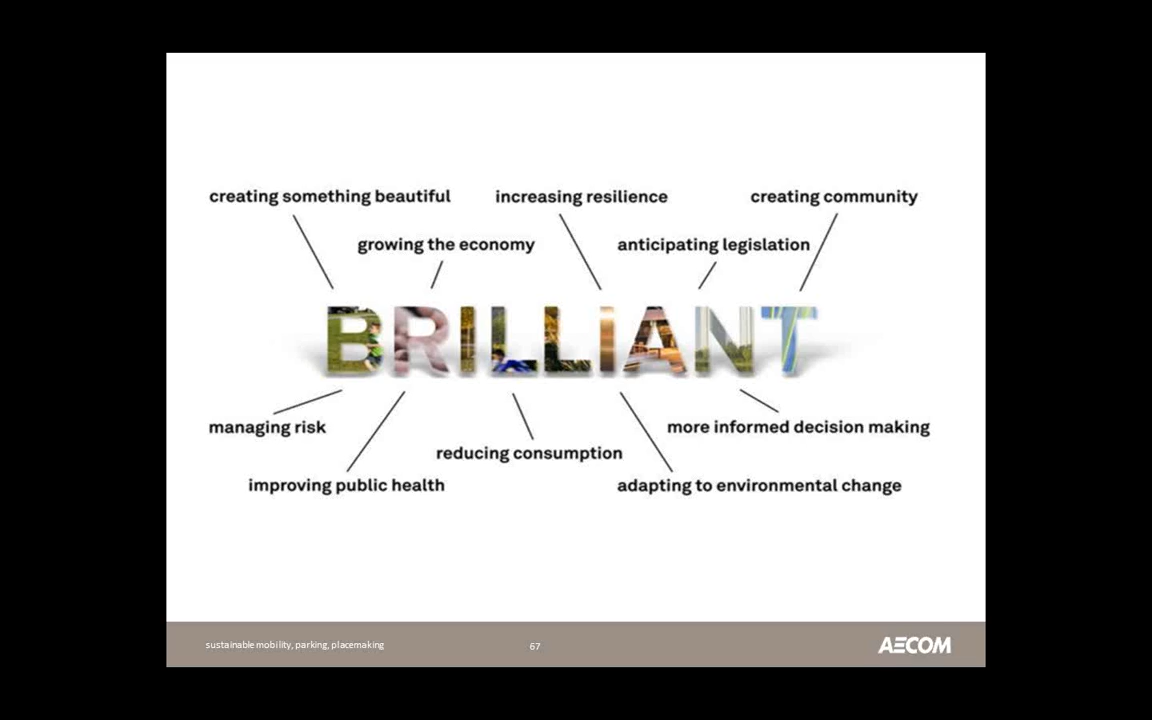 creating something beautiful
increasing resilience
creating community
growing the economy
anticipating legislation
BRILLiANT
managing risk
more informed decision making
reducing consumption
improving public health
adapting to environmental change
sustainable mobility, parking, placemaking
67
AECOM